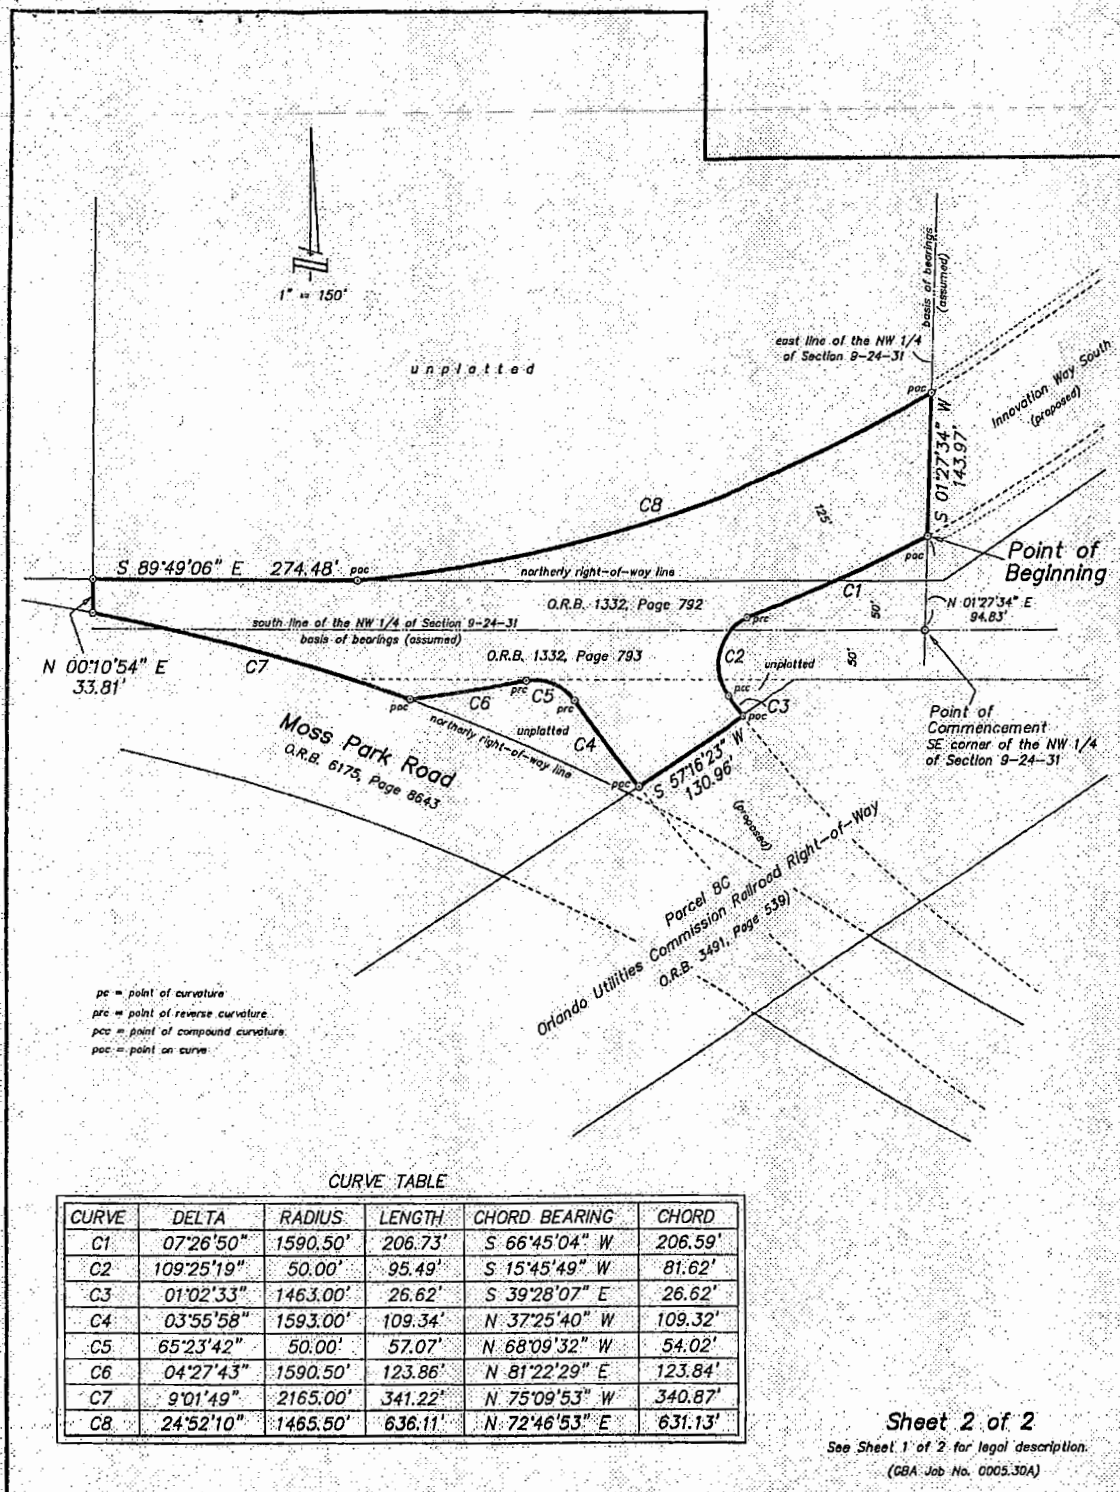 1" = 150'
unplatted
basis of bearings
(assumed)
east line of the NW 1/4
of Section 9-24-31
poc
Innovation Way South
(proposed)
S 01°27'34" W
143.97'
C8
125'
S 89°49'06" E 274.48'
poc
northerly right-of-way line
poc
Point of
Beginning
C1
O.R.B. 1332, Page 792
50'
N 01°27'34" E
94.83'
prc
south line of the NW 1/4 of Section 9-24-31
basis of bearings (assumed)
N 00°10'54" E
33.81'
C7
O.R.B. 1332, Page 793
C2
unplatted
50'
prc
C5
C6
prc
pcc
C3
poc
poc
Moss Park Road
O.R.B. 6175, Page 8643
northerly right-of-way line
unplatted
C4
poc
S 57°16'23" W
130.96'
Point of
Commencement
SE corner of the NW 1/4
of Section 9-24-31
(proposed)
Parcel BC
Orlando Utilities Commission Railroad Right-of-Way
O.R.B. 3491, Page 539)
pc = point of curvature
prc = point of reverse curvature
pcc = point of compound curvature
poc = point on curve
CURVE TABLE
CURVE DELTA RADIUS LENGTH CHORD BEARING CHORD
C1 07°26'50" 1590.50' 206.73' S 66°45'04" W 206.59'
C2 109°25'19" 50.00' 95.49' S 15°45'49" W 81.62'
C3 01°02'33" 1463.00' 26.62' S 39°28'07" E 26.62'
C4 03°55'58" 1593.00' 109.34' N 37°25'40" W 109.32'
C5 65°23'42" 50.00' 57.07' N 68°09'32" W 54.02'
C6 04°27'43" 1590.50' 123.86' N 81°22'29" E 123.84'
C7 9°01'49" 2165.00' 341.22' N 75°09'53" W 340.87'
C8 24°52'10" 1465.50' 636.11' N 72°46'53" E 631.13'
Sheet 2 of 2
See Sheet 1 of 2 for legal description.
(GBA Job No. 0005.30A)